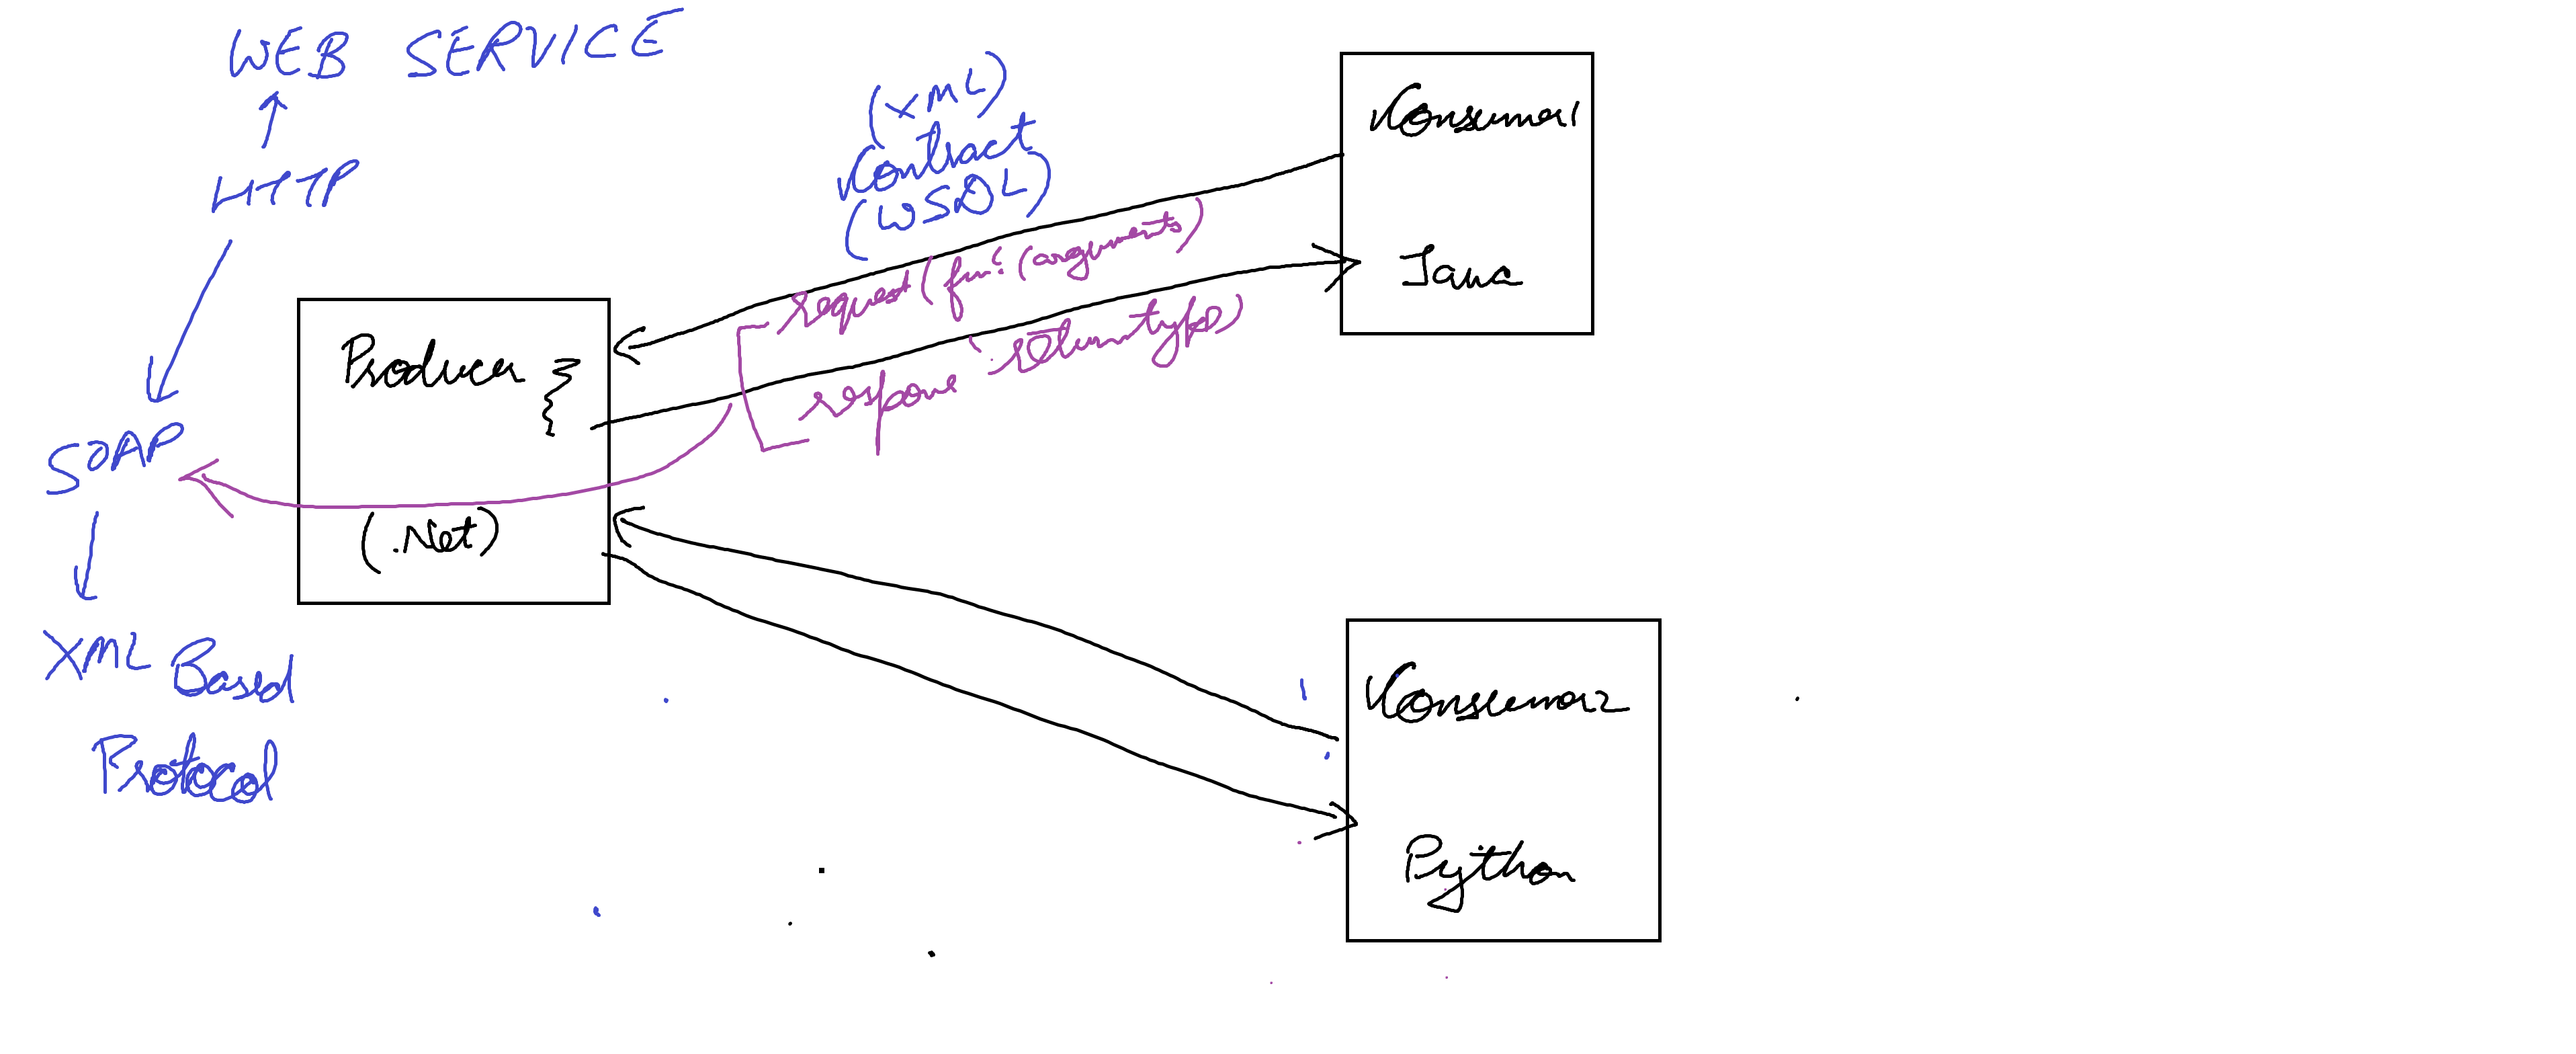 WEB SERVICE
HTTP
SOAP
XML Based
Protocol
(XML)
Contract
(WSDL)
request (func (arguments)
response returntype)
Producer
(.Net)
Consumer1
Java
Consumer2
Python